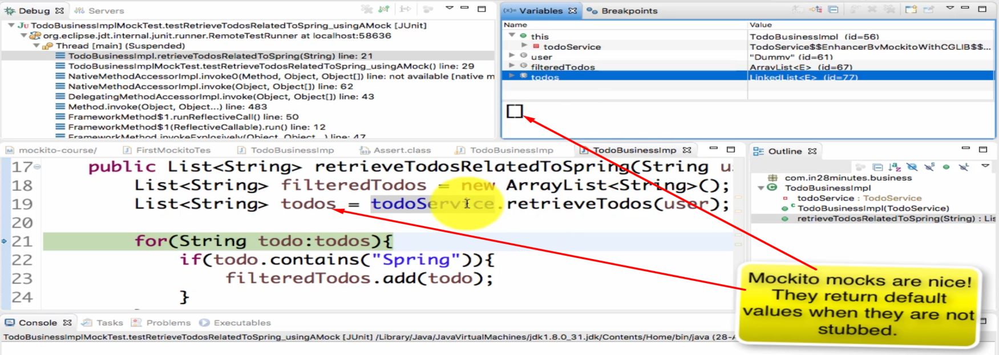 Debug
Servers
TodoBusinessImplMockTest.testRetrieveTodosRelatedToSpring_usingAMock [JUnit]
org.eclipse.jdt.internal.junit.runner.RemoteTestRunner at localhost:58636
Thread [main] (Suspended)
TodoBusinessImpl.retrieveTodosRelatedToSpring(String) line: 21
TodoBusinessImplMockTest.testRetrieveTodosRelatedToSpring_usingAMock() line: 29
NativeMethodAccessorImpl.invoke0(Method, Object, Object[]) line: not available [native m
NativeMethodAccessorImpl.invoke(Object, Object[]) line: 62
DelegatingMethodAccessorImpl.invoke(Object, Object[]) line: 43
Method.invoke(Object, Object...) line: 483
FrameworkMethod$1.runReflectiveCall() line: 50
FrameworkMethod$1(ReflectiveCallable).run() line: 12
FrameworkMethod.invokeExplosively(Object, Object...) line: 47
(x)= Variables
Breakpoints
Name Value
this TodoBusinessImpl (id=56)
todoService TodoService$$EnhancerByMockitoWithCGLIB$$...
user "Dummy" (id=61)
filteredTodos ArrayList<E> (id=67)
todos LinkedList<E> (id=77)
[]
mockito-course/
FirstMockitoTes
TodoBusinessImp
Assert.class
TodoBusinessImp
TodoBusinessImp
17 public List<String> retrieveTodosRelatedToSpring(String u
18 List<String> filteredTodos = new ArrayList<String>();
19 List<String> todos = todoService.retrieveTodos(user);
20
21 for(String todo:todos){
22 if(todo.contains("Spring")){
23 filteredTodos.add(todo);
24 }
Outline
com.in28minutes.business
TodoBusinessImpl
todoService : TodoService
TodoBusinessImpl(TodoService)
retrieveTodosRelatedToSpring(String) : Lis
Mockito mocks are nice!
They return default
values when they are not
stubbed.
Console
Tasks
Problems
Executables
TodoBusinessImplMockTest.testRetrieveTodosRelatedToSpring_usingAMock [JUnit] /Library/Java/JavaVirtualMachines/jdk1.8.0_31.jdk/Contents/Home/bin/java (28-A